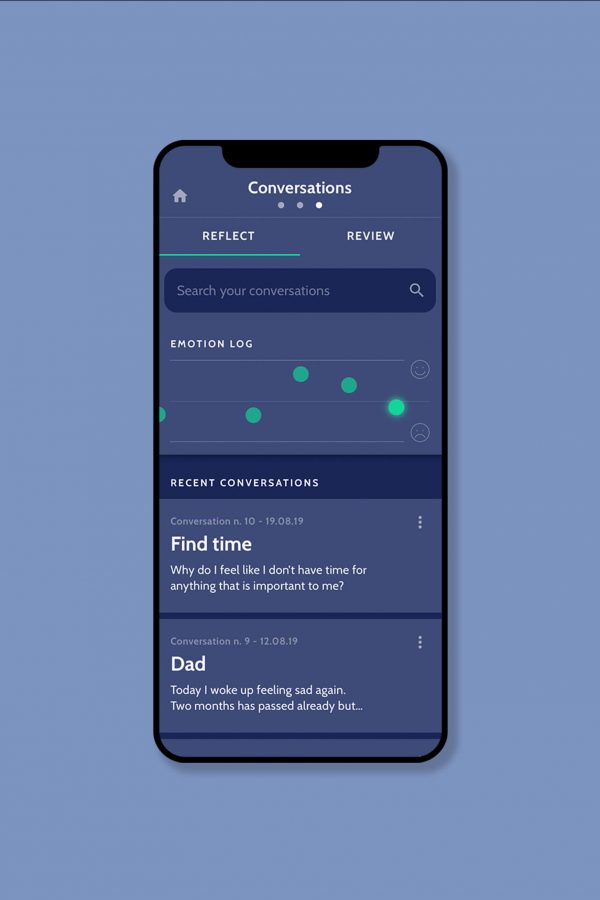 Conversations
REFLECT
REVIEW
Search your conversations
EMOTION LOG
RECENT CONVERSATIONS
Conversation n. 10 - 19.08.19
Find time
Why do I feel like I don't have time for
anything that is important to me?
Conversation n. 9 - 12.08.19
Dad
Today I woke up feeling sad again.
Two months has passed already but...